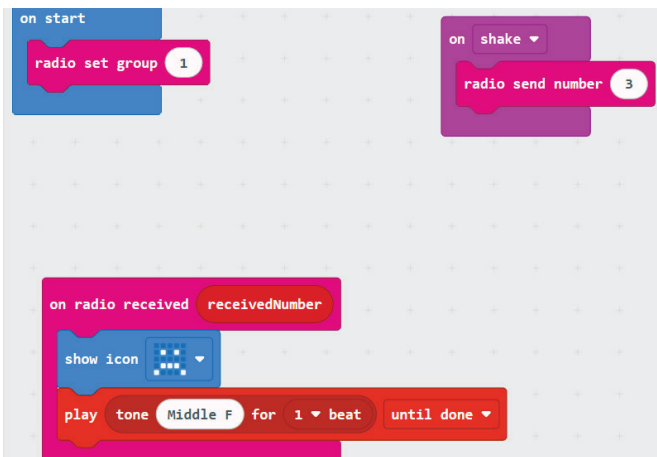 on start
radio set group 1
on shake
radio send number 3
on radio received receivedNumber
show icon
play tone Middle F for 1 beat until done